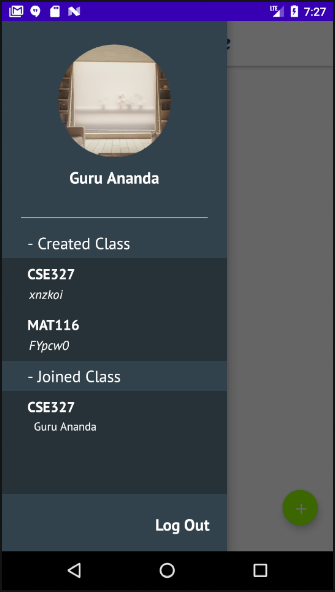 LTE 7:27
Guru Ananda
- Created Class
CSE327
xnzkoi
MAT116
FYpcw0
- Joined Class
CSE327
Guru Ananda
+
Log Out